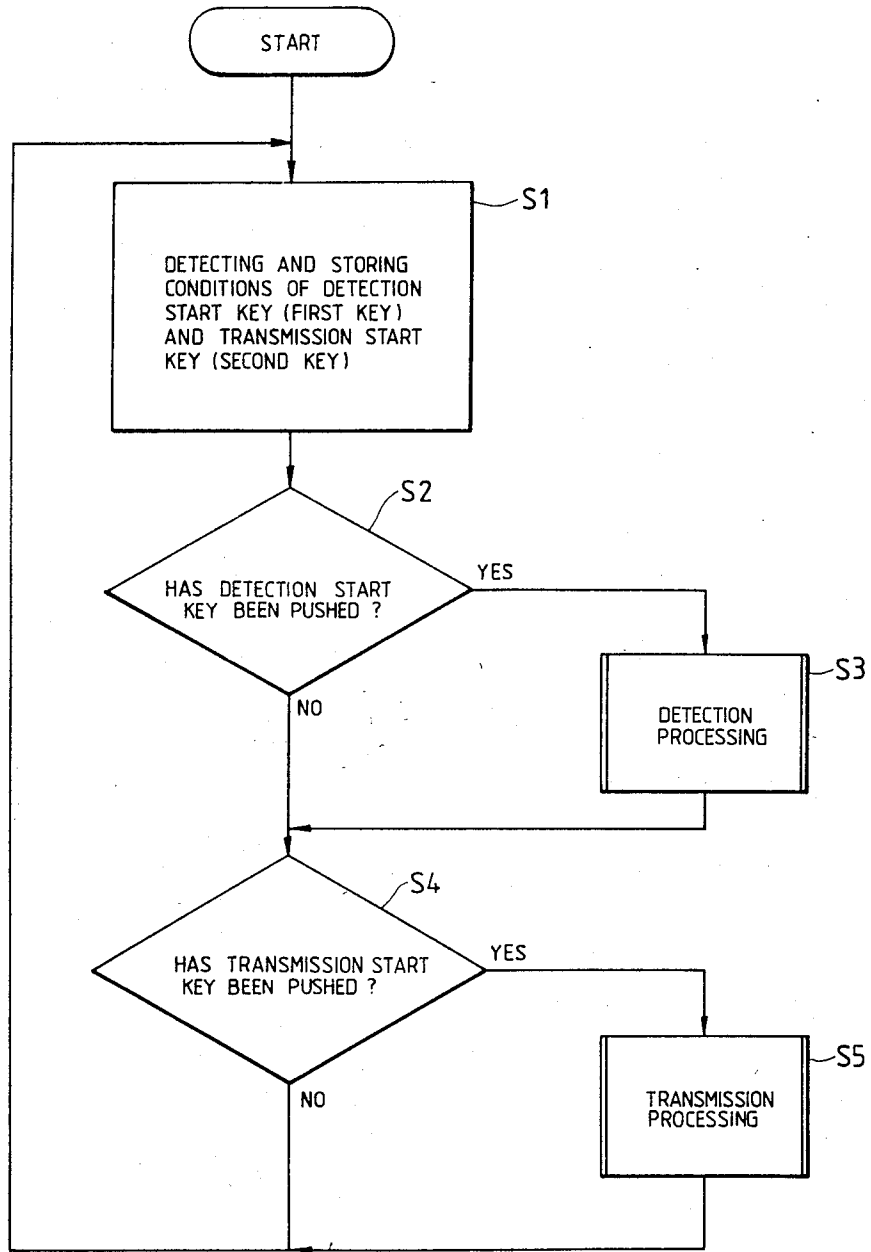 START
S1
DETECTING AND STORING
CONDITIONS OF DETECTION
START KEY (FIRST KEY)
AND TRANSMISSION START
KEY (SECOND KEY)
S2
HAS DETECTION START
KEY BEEN PUSHED ?
YES
NO
S3
DETECTION
PROCESSING
S4
HAS TRANSMISSION START
KEY BEEN PUSHED ?
YES
NO
S5
TRANSMISSION
PROCESSING